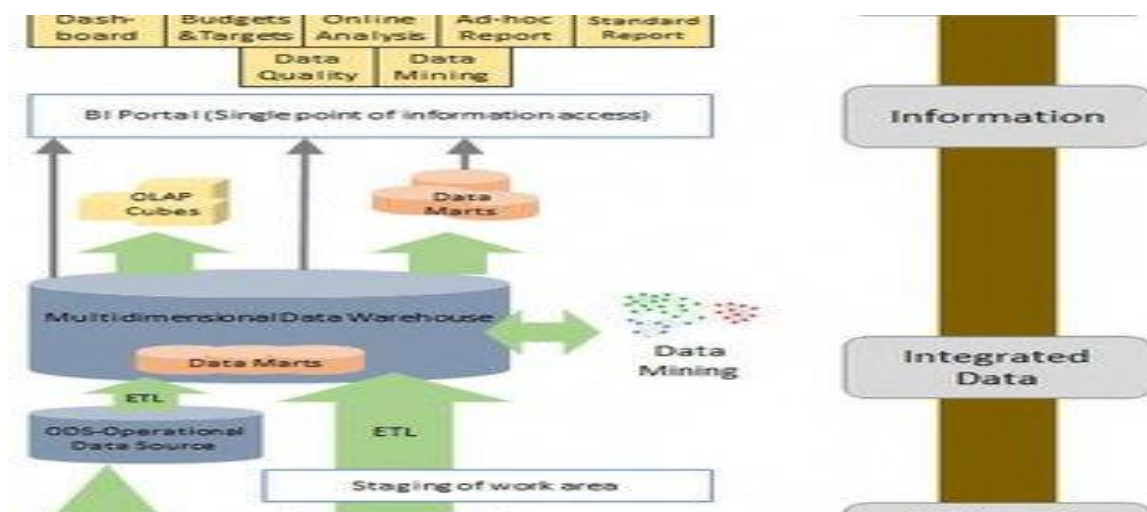 Dash-
board
Budgets
&Targets
Online
Analysis
Ad-hoc
Report
Standard
Report
Data
Quality
Data
Mining
BI Portal (Single point of information access)
Information
OLAP
Cubes
Data
Marts
Multidimensional Data Warehouse
Data Marts
Data
Mining
Integrated
Data
ETL
ODS-Operational
Data Source
ETL
Staging of work area